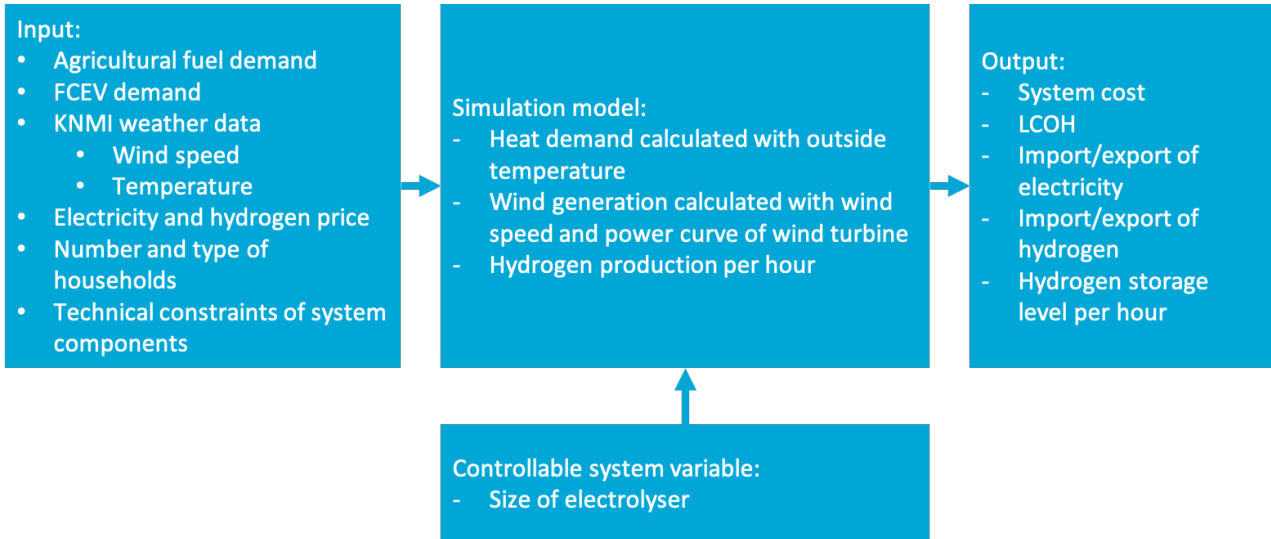 Input:
• Agricultural fuel demand
• FCEV demand
• KNMI weather data
• Wind speed
• Temperature
• Electricity and hydrogen price
• Number and type of
households
• Technical constraints of system
components
Simulation model:
- Heat demand calculated with outside
temperature
- Wind generation calculated with wind
speed and power curve of wind turbine
- Hydrogen production per hour
Output:
- System cost
- LCOH
- Import/export of
electricity
- Import/export of
hydrogen
- Hydrogen storage
level per hour
Controllable system variable:
- Size of electrolyser